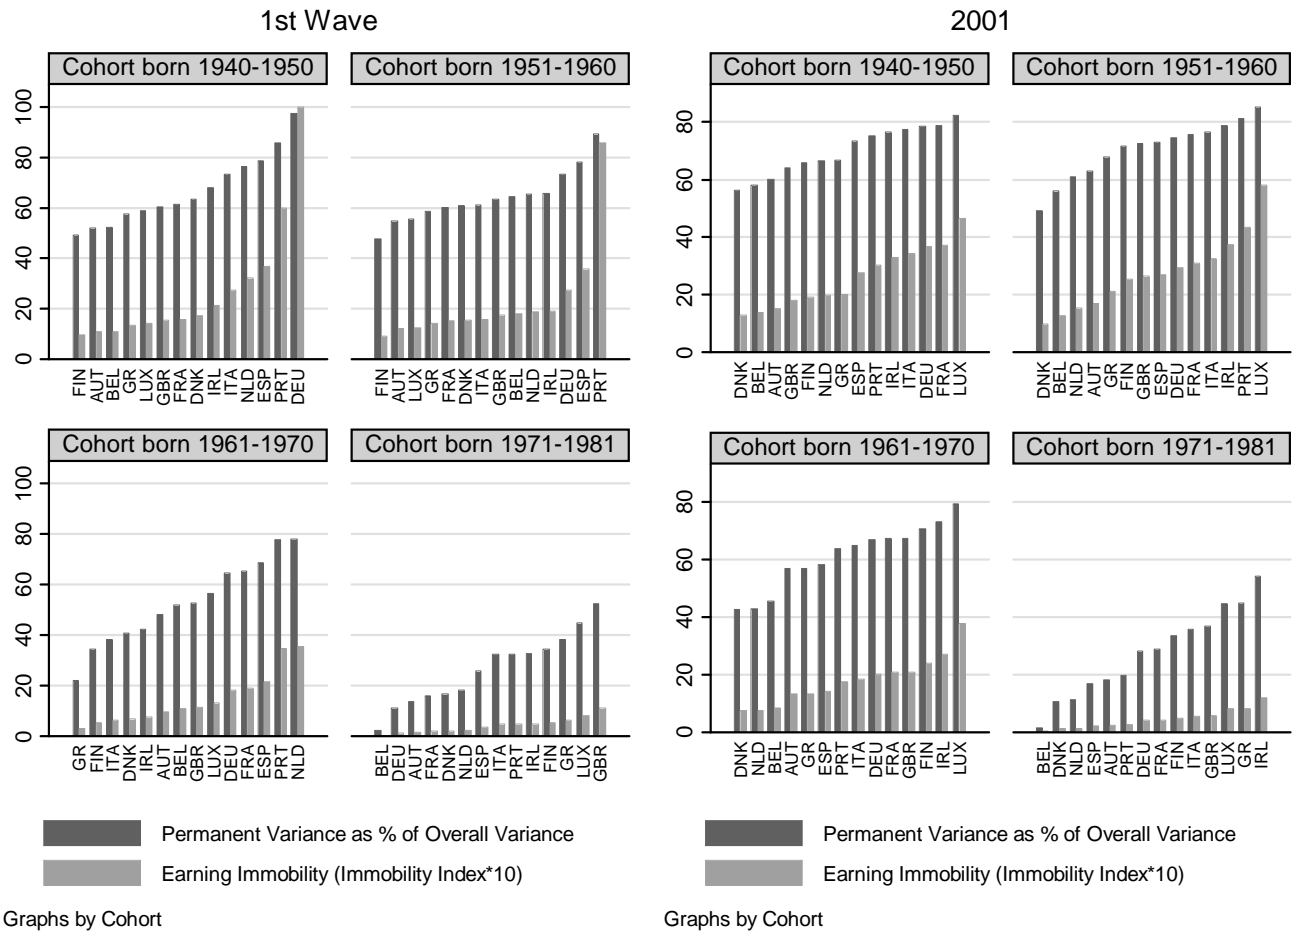 1st Wave
Cohort born 1940-1950
Cohort born 1951-1960
0 20 40 60 80 100
FIN AUT BEL GR LUX GBR FRA DNK IRL ITA NLD ESP PRT DEU
FIN AUT LUX GR FRA DNK ITA GBR BEL NLD IRL DEU ESP PRT
Cohort born 1961-1970
Cohort born 1971-1981
0 20 40 60 80 100
GR FIN ITA DNK IRL AUT BEL GBR LUX DEU FRA ESP PRT NLD
BEL DEU AUT FRA DNK NLD ESP ITA PRT IRL FIN GR LUX GBR
Permanent Variance as % of Overall Variance
Earning Immobility (Immobility Index*10)
Graphs by Cohort
2001
Cohort born 1940-1950
Cohort born 1951-1960
0 20 40 60 80
DNK BEL AUT GBR FIN NLD GR ESP PRT IRL ITA DEU FRA LUX
DNK BEL NLD AUT GR FIN GBR ESP DEU FRA ITA IRL PRT LUX
Cohort born 1961-1970
Cohort born 1971-1981
0 20 40 60 80
DNK NLD BEL AUT GR ESP PRT ITA DEU FRA GBR FIN IRL LUX
BEL DNK NLD ESP AUT PRT DEU FRA FIN ITA GBR LUX GR IRL
Permanent Variance as % of Overall Variance
Earning Immobility (Immobility Index*10)
Graphs by Cohort